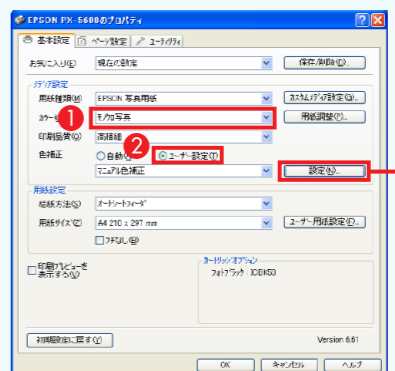 EPSON PX-5600のプロパティ
基本設定 ページ設定 ユーティリティ
お気に入り(E) 現在の設定 保存/削除(D)...
メディア設定
用紙種類(M) EPSON 写真用紙 カスタムメディア設定(Q)...
1
モノクロ写真 用紙調整(P)...
印刷品質(Q) 高精細
2
色補正 自動 ユーザー設定(T)
マニュアル色補正 設定(N)...
用紙設定
給紙方法(S) オートシートフィーダ
用紙サイズ(Z) A4 210 x 297 mm ユーザー用紙設定(F)...
フチなし(B)
印刷プレビューを
表示する(V)
カートリッジオプション
フォトブラック : ICBK53
初期設定に戻す(Y) Version 6.61
OK キャンセル ヘルプ